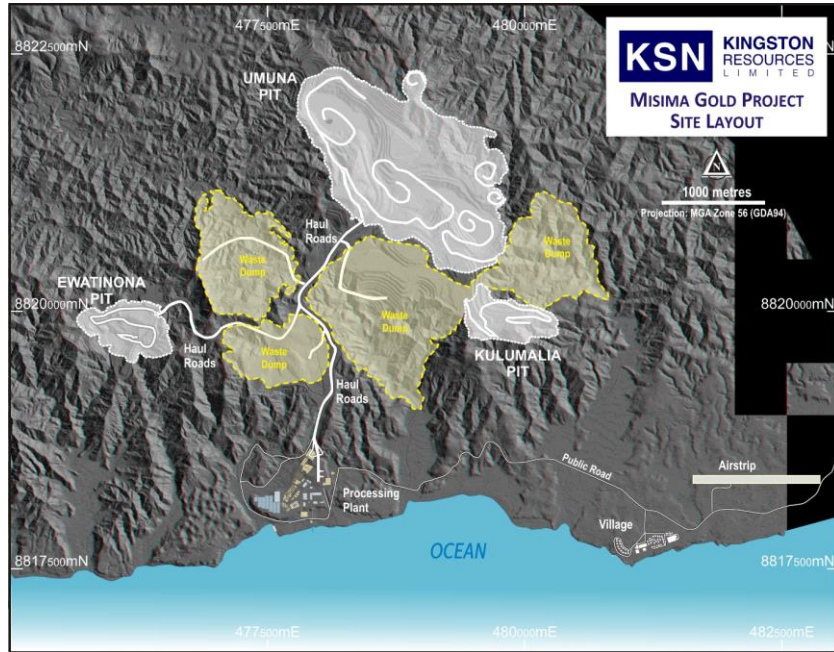 477500mE
480000mE
8822500mN
KSN
KINGSTON
RESOURCES
LIMITED
MISIMA GOLD PROJECT
SITE LAYOUT
UMUNA
PIT
N
1000 metres
Projection: MGA Zone 56 (GDA94)
Haul
Roads
Waste
Dump
Waste
Dump
EWATINONA
PIT
8820000mN
8820000mN
Waste
Dump
Haul
Roads
Waste
Dump
KULUMALIA
PIT
Haul
Roads
Public Road
Airstrip
Processing
Plant
Village
OCEAN
8817500mN
8817500mN
477500mE
480000mE
482500mE